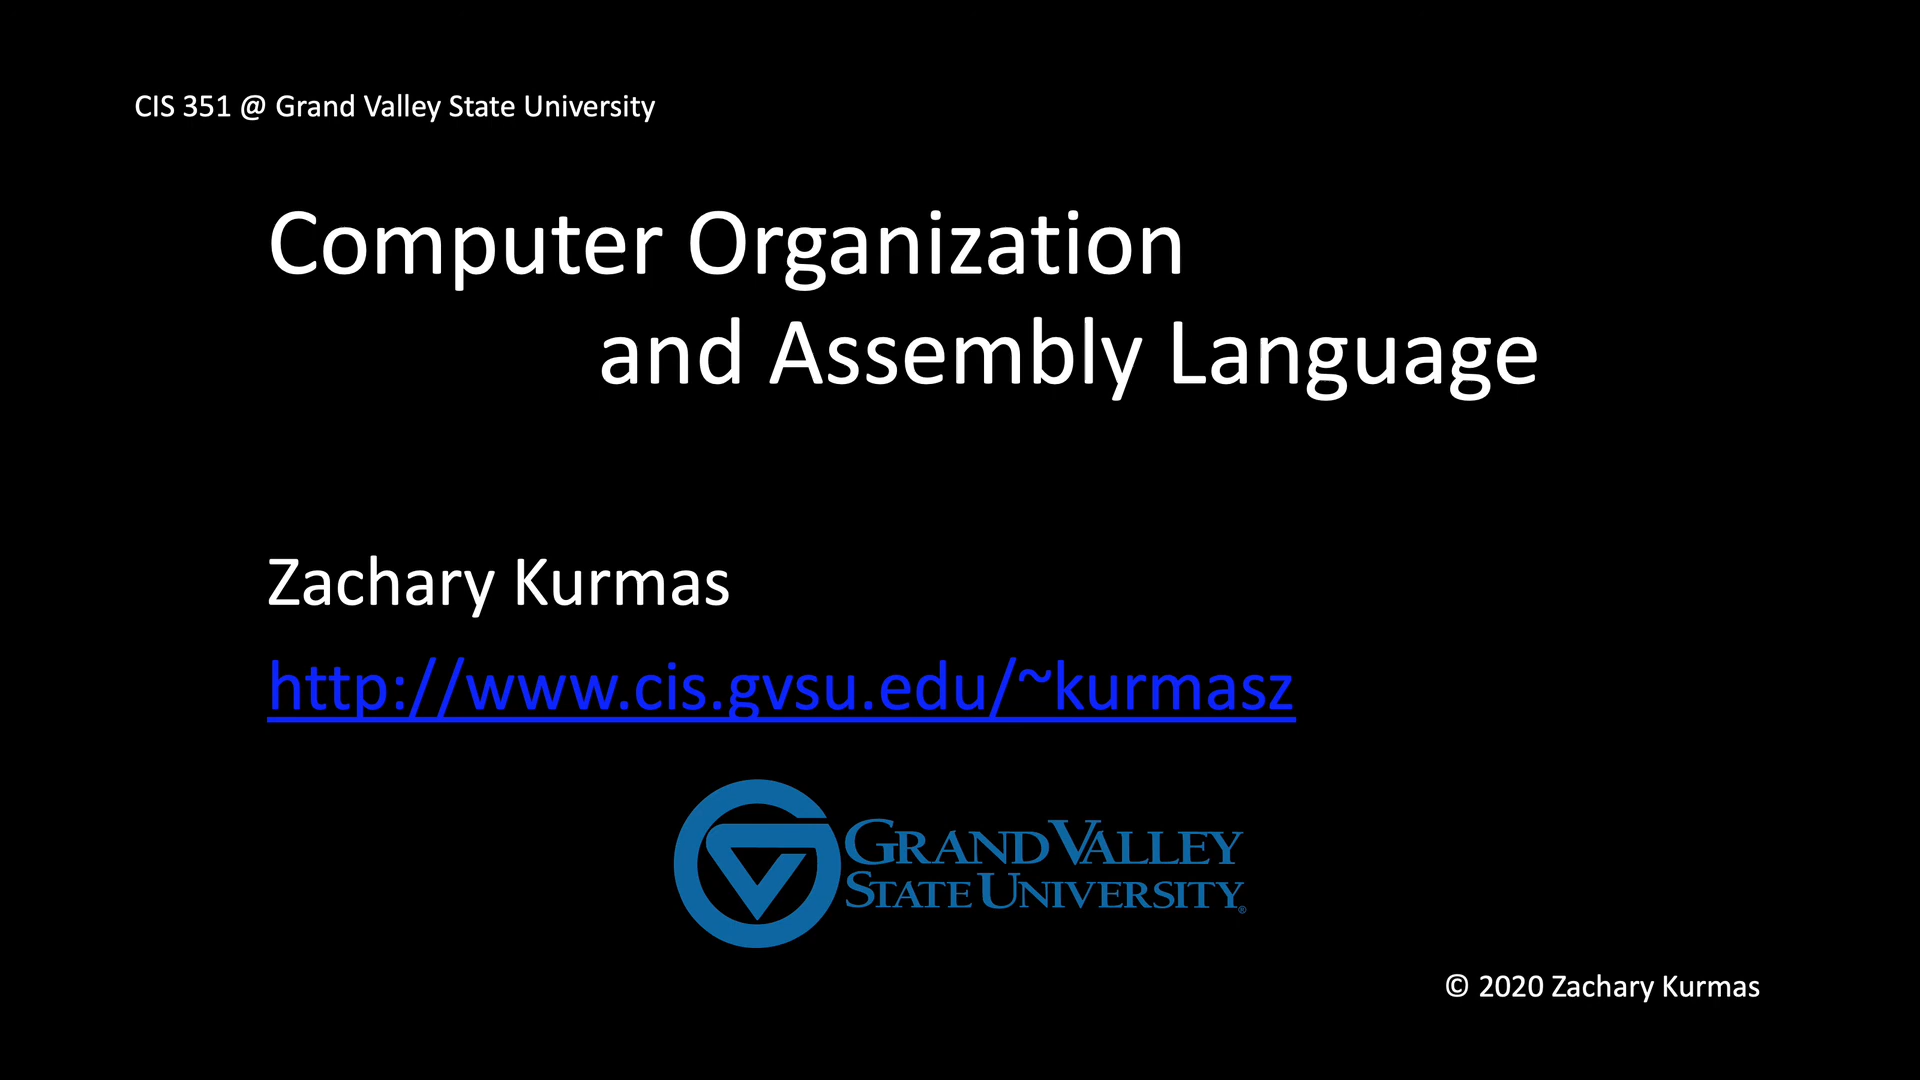 CIS 351 @ Grand Valley State University
Computer Organization
and Assembly Language
Zachary Kurmas
http://www.cis.gvsu.edu/~kurmasz
GRAND VALLEY
STATE UNIVERSITY®
© 2020 Zachary Kurmas